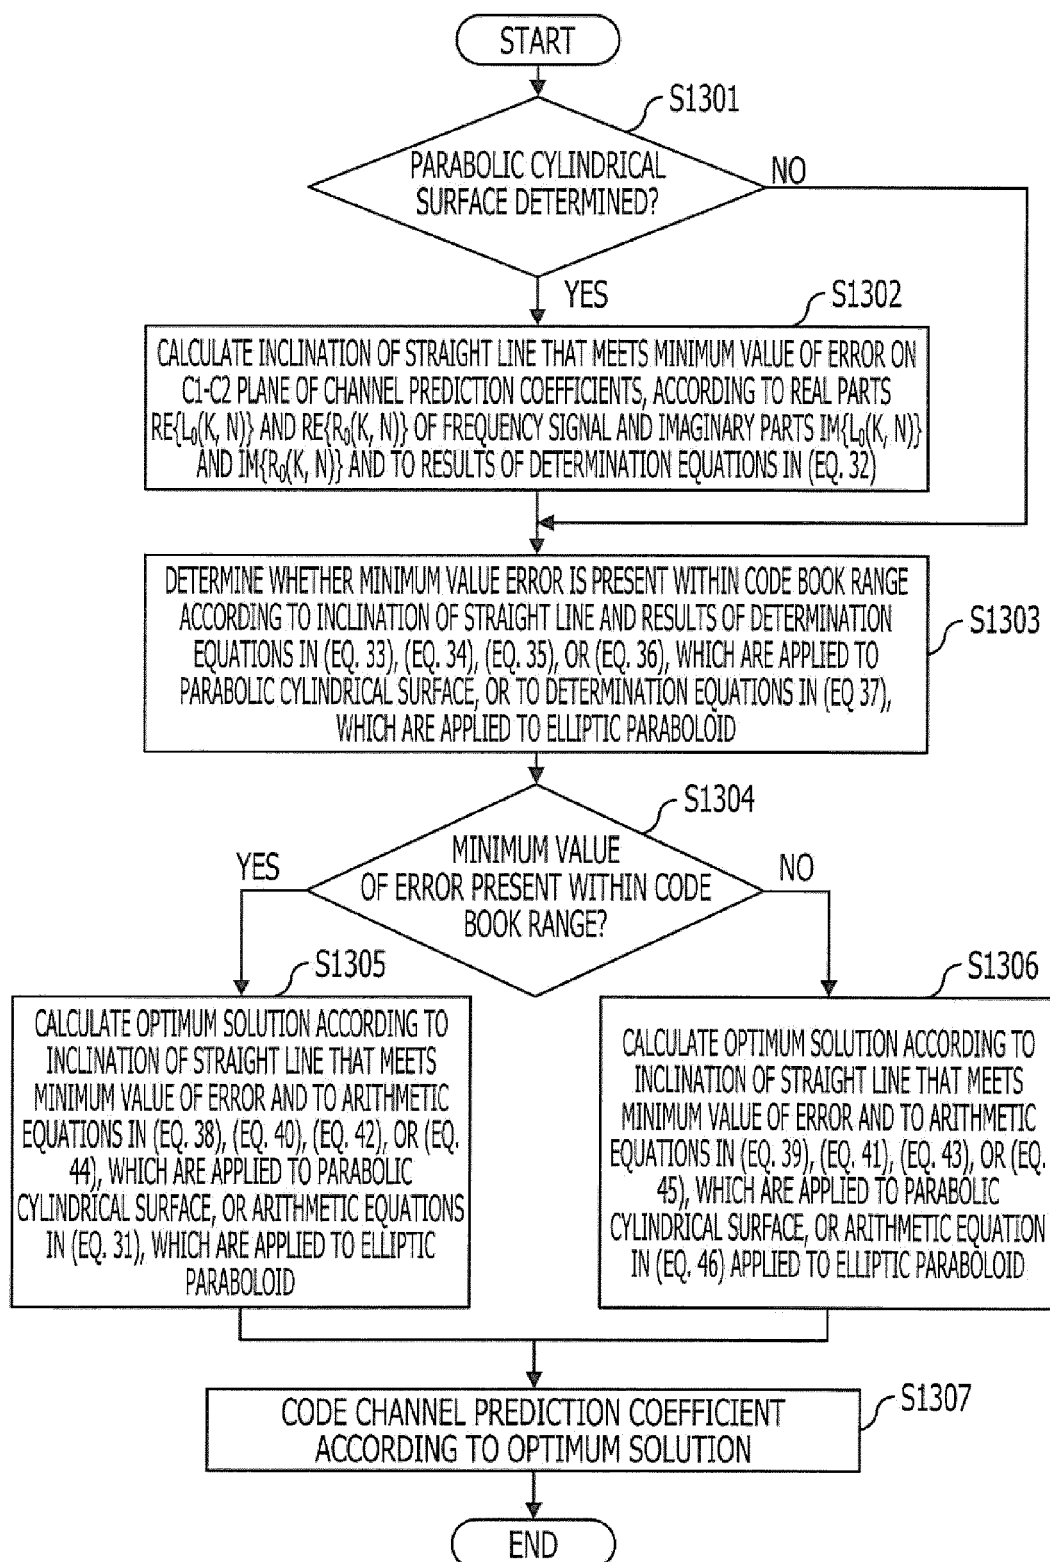 START
S1301
PARABOLIC CYLINDRICAL
SURFACE DETERMINED?
NO
YES
S1302
CALCULATE INCLINATION OF STRAIGHT LINE THAT MEETS MINIMUM VALUE OF ERROR ON
C1-C2 PLANE OF CHANNEL PREDICTION COEFFICIENTS, ACCORDING TO REAL PARTS
RE{L₀(K, N)} AND RE{R₀(K, N)} OF FREQUENCY SIGNAL AND IMAGINARY PARTS IM{L₀(K, N)}
AND IM{R₀(K, N)} AND TO RESULTS OF DETERMINATION EQUATIONS IN (EQ. 32)
DETERMINE WHETHER MINIMUM VALUE ERROR IS PRESENT WITHIN CODE BOOK RANGE
ACCORDING TO INCLINATION OF STRAIGHT LINE AND RESULTS OF DETERMINATION
EQUATIONS IN (EQ. 33), (EQ. 34), (EQ. 35), OR (EQ. 36), WHICH ARE APPLIED TO
PARABOLIC CYLINDRICAL SURFACE, OR TO DETERMINATION EQUATIONS IN (EQ 37),
WHICH ARE APPLIED TO ELLIPTIC PARABOLOID
S1303
S1304
MINIMUM VALUE
OF ERROR PRESENT WITHIN CODE
BOOK RANGE?
YES
NO
S1305
CALCULATE OPTIMUM SOLUTION ACCORDING TO
INCLINATION OF STRAIGHT LINE THAT MEETS
MINIMUM VALUE OF ERROR AND TO ARITHMETIC
EQUATIONS IN (EQ. 38), (EQ. 40), (EQ. 42), OR (EQ.
44), WHICH ARE APPLIED TO PARABOLIC
CYLINDRICAL SURFACE, OR ARITHMETIC EQUATIONS
IN (EQ. 31), WHICH ARE APPLIED TO ELLIPTIC
PARABOLOID
S1306
CALCULATE OPTIMUM SOLUTION ACCORDING TO
INCLINATION OF STRAIGHT LINE THAT MEETS
MINIMUM VALUE OF ERROR AND TO ARITHMETIC
EQUATIONS IN (EQ. 39), (EQ. 41), (EQ. 43), OR (EQ.
45), WHICH ARE APPLIED TO PARABOLIC
CYLINDRICAL SURFACE, OR ARITHMETIC EQUATION
IN (EQ. 46) APPLIED TO ELLIPTIC PARABOLOID
S1307
CODE CHANNEL PREDICTION COEFFICIENT
ACCORDING TO OPTIMUM SOLUTION
END